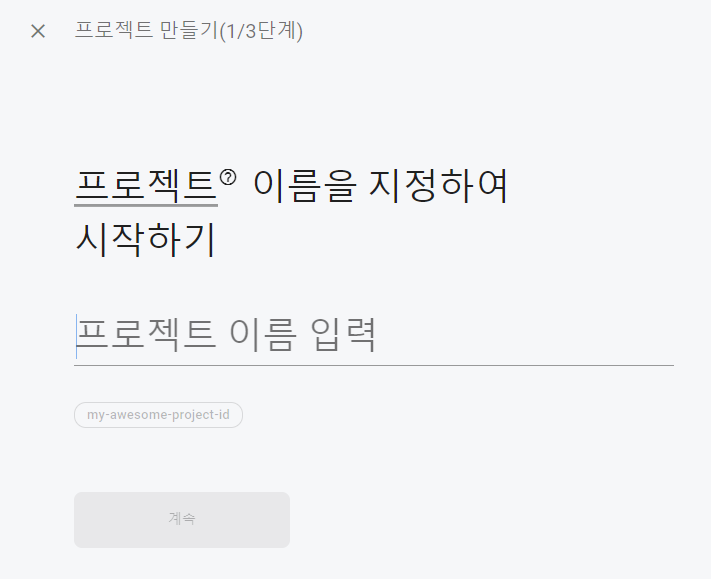 프로젝트 만들기(1/3단계)
프로젝트 이름을 지정하여
시작하기
프로젝트 이름 입력
my-awesome-project-id
계속